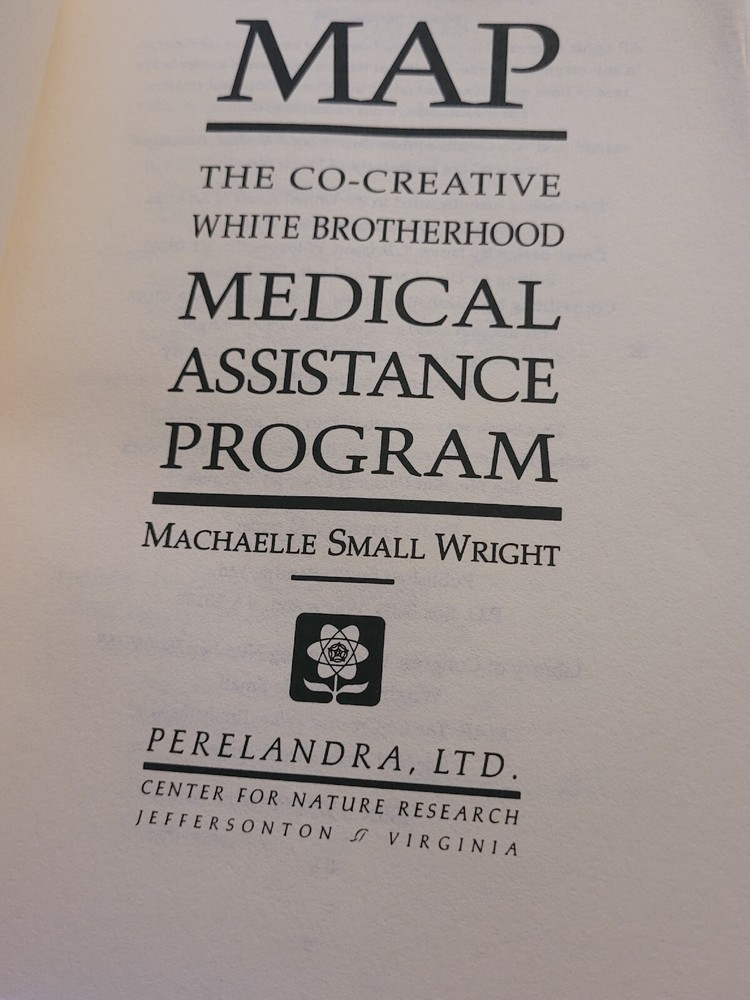 MAP
THE CO-CREATIVE
WHITE BROTHERHOOD
MEDICAL
ASSISTANCE
PROGRAM
MACHAELLE SMALL WRIGHT
PERELANDRA, LTD.
CENTER FOR NATURE RESEARCH
JEFFERSONTON VIRGINIA